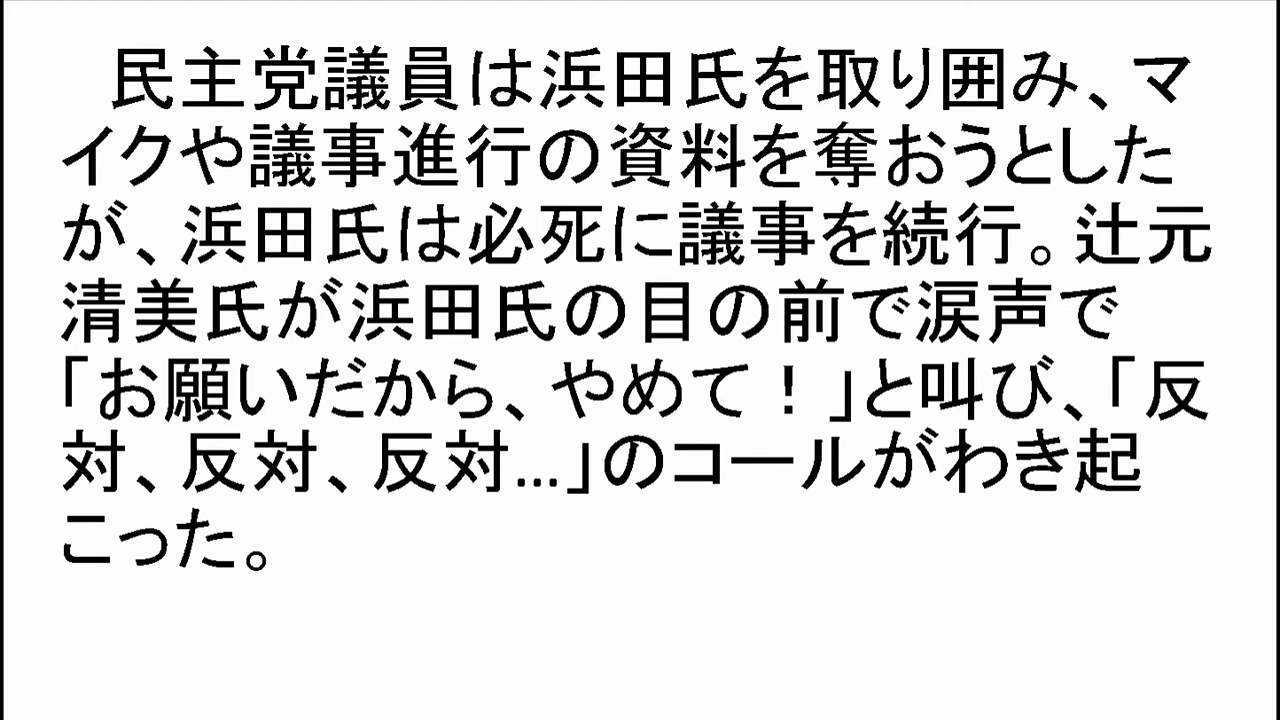 民主党議員は浜田氏を取り囲み、マ
イクや議事進行の資料を奪おうとした
が、浜田氏は必死に議事を続行。辻元
清美氏が浜田氏の目の前で涙声で
「お願いだから、やめて！」と叫び、「反
対、反対、反対…」のコールがわき起
こった。